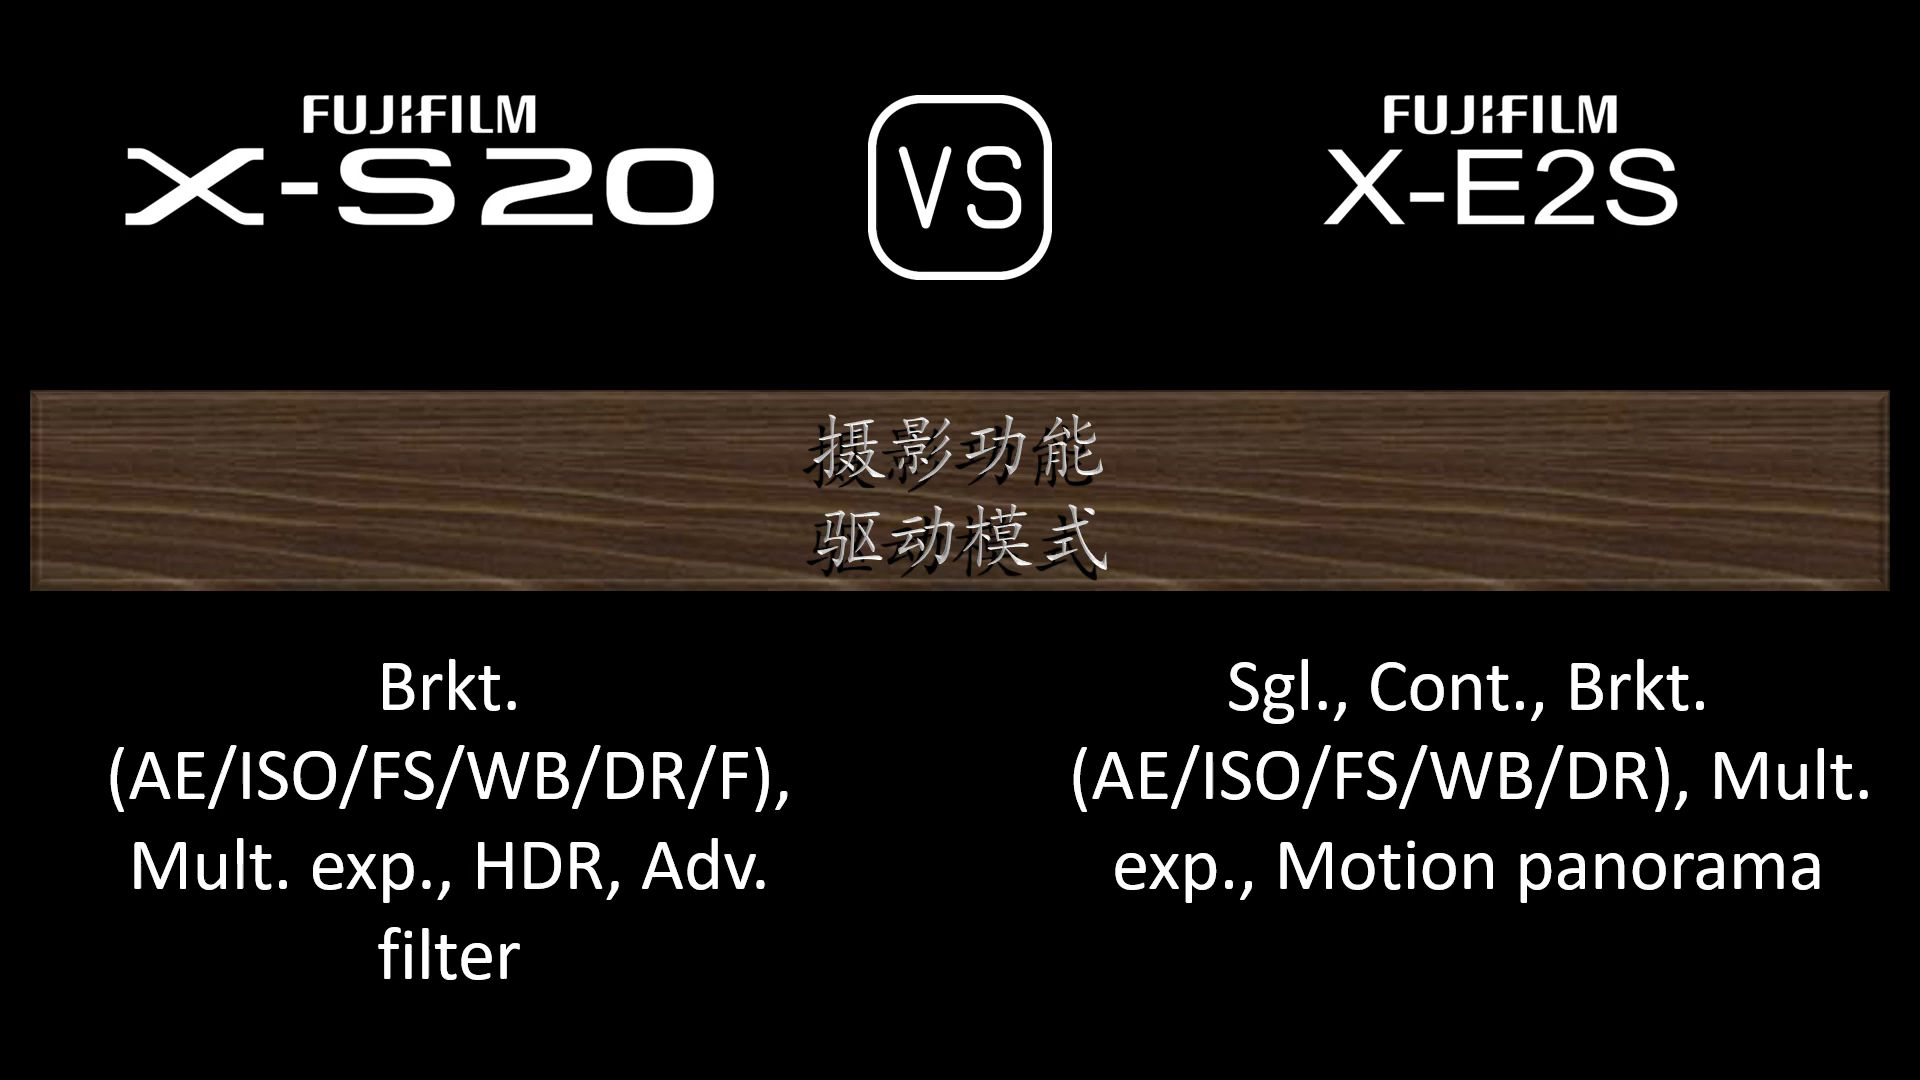 FUJIFILM
X-S20
VS
FUJIFILM
X-E2S
摄影功能
驱动模式
Brkt.
(AE/ISO/FS/WB/DR/F),
Mult. exp., HDR, Adv.
filter
Sgl., Cont., Brkt.
(AE/ISO/FS/WB/DR), Mult.
exp., Motion panorama